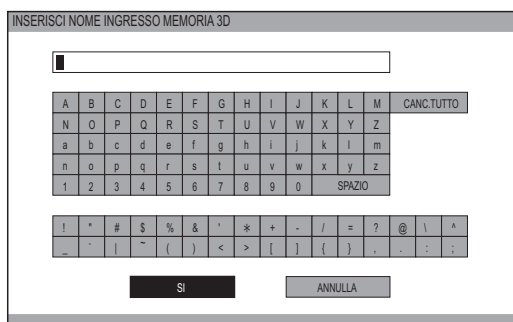 INSERISCI NOME INGRESSO MEMORIA 3D
A B C D E F G H I J K L M CANC.TUTTO
N O P Q R S T U V W X Y Z
a b c d e f g h i j k l m
n o p q r s t u v w x y z
1 2 3 4 5 6 7 8 9 0 SPAZIO
! " # $ % & ' * + - / = ? @ \ ^
_ ` | ~ ( ) < > [ ] { } , . : ;
SI ANNULLA